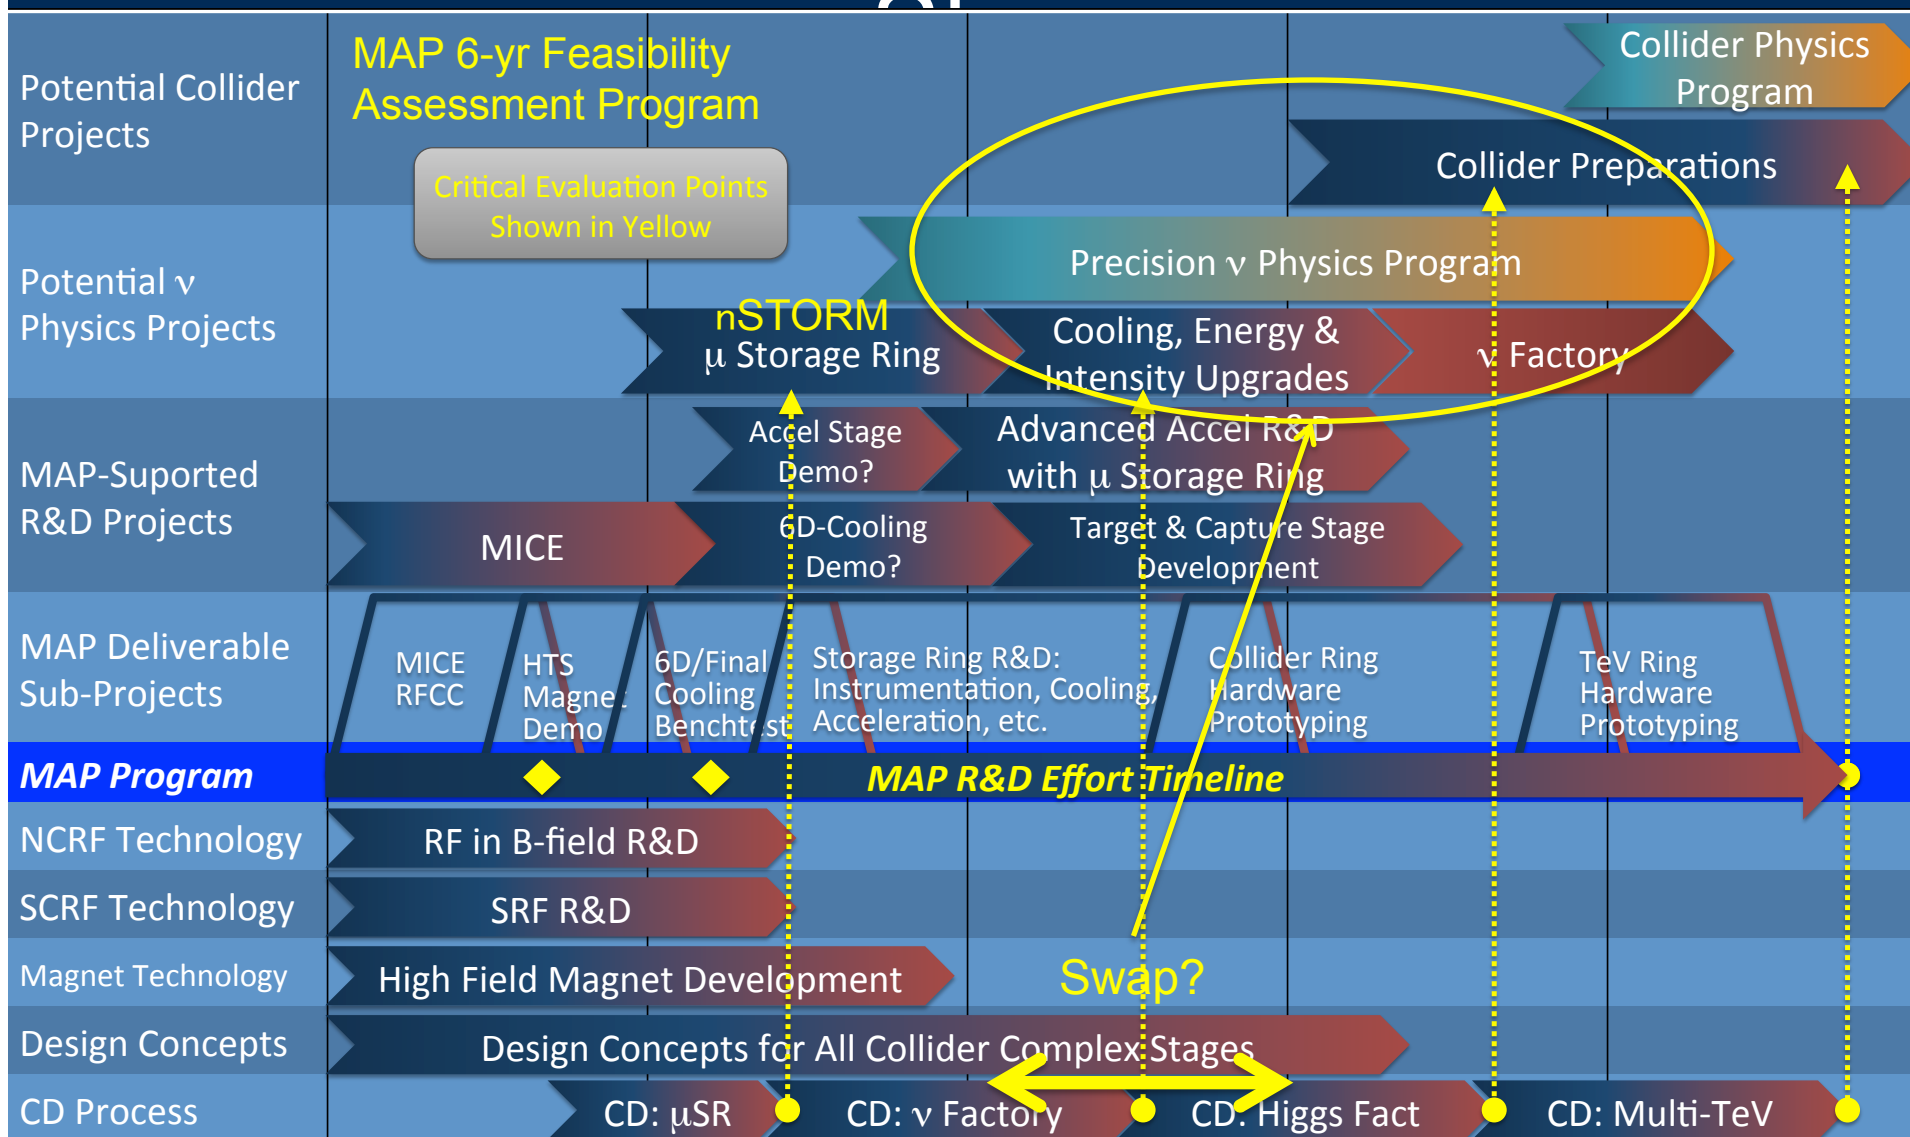 MAP 6-yr Feasibility
Assessment Program
Critical Evaluation Points
Shown in Yellow
Potential Collider
Projects
Collider Physics
Program
Collider Preparations
Potential ν
Physics Projects
Precision ν Physics Program
nSTORM
μ Storage Ring
Cooling, Energy &
Intensity Upgrades
ν Factory
MAP-Suported
R&D Projects
Accel Stage
Demo?
Advanced Accel R&D
with μ Storage Ring
MICE
6D-Cooling
Demo?
Target & Capture Stage
Development
MAP Deliverable
Sub-Projects
MICE
RFCC
HTS
Magnet
Demo
6D/Final
Cooling
Benchtest
Storage Ring R&D:
Instrumentation, Cooling,
Acceleration, etc.
Collider Ring
Hardware
Prototyping
TeV Ring
Hardware
Prototyping
MAP Program
MAP R&D Effort Timeline
NCRF Technology
RF in B-field R&D
SCRF Technology
SRF R&D
Magnet Technology
High Field Magnet Development
Swap?
Design Concepts
Design Concepts for All Collider Complex Stages
CD Process
CD: μSR
CD: ν Factory
CD: Higgs Fact
CD: Multi-TeV